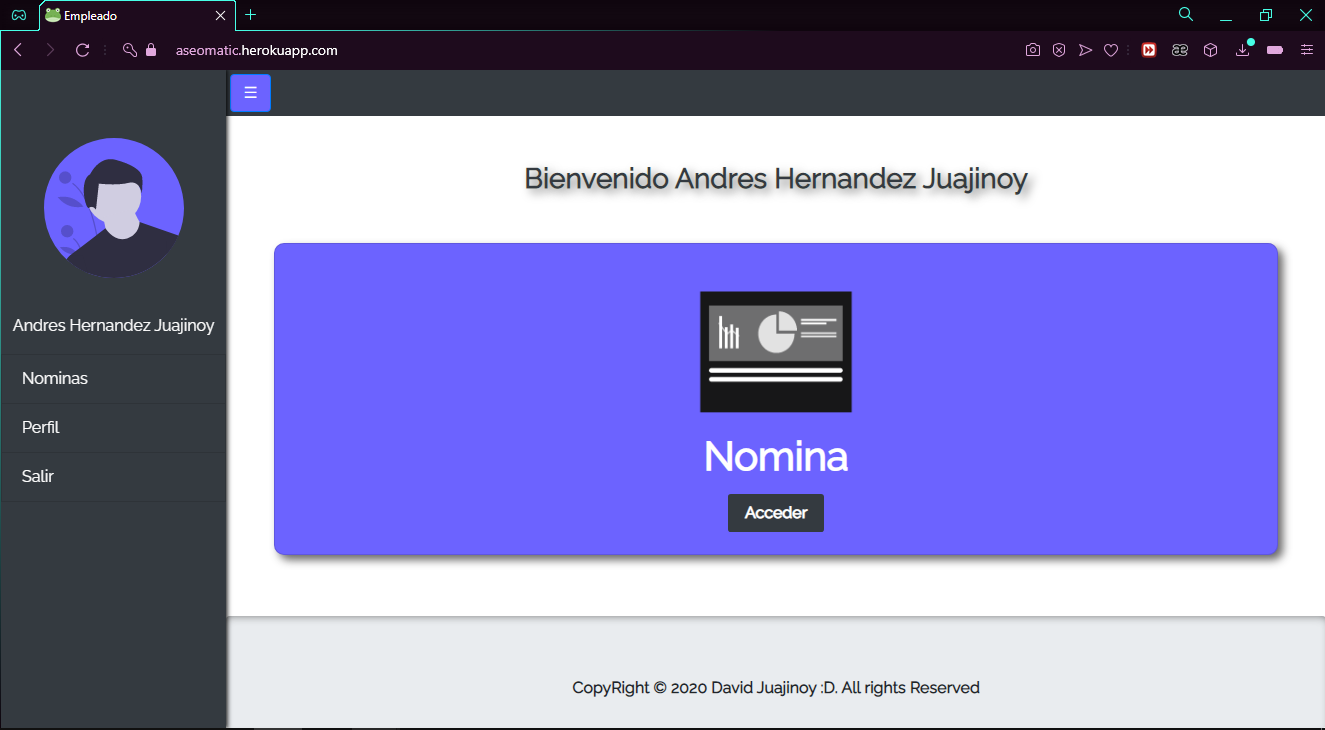 Empleado
aseomatic.herokuapp.com
☰
Bienvenido Andres Hernandez Juajinoy
Andres Hernandez Juajinoy
Nominas
Perfil
Salir
Nomina
Acceder
CopyRight © 2020 David Juajinoy :D. All rights Reserved